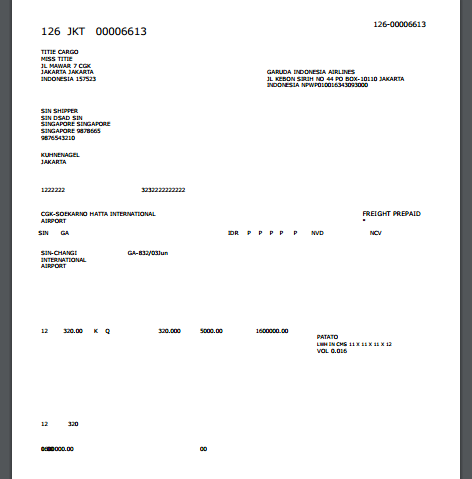 126 JKT 00006613
126-00006613
TITIE CARGO
MISS TITIE
JL MAWAR 7 CGK
JAKARTA JAKARTA
INDONESIA 157523
GARUDA INDONESIA AIRLINES
JL KEBON SIRIH NO 44 PO BOX-10110 JAKARTA
INDONESIA NPWP010016343093000
SIN SHIPPER
SIN DSAD SIN
SINGAPORE SINGAPORE
SINGAPORE 9878665
9876543210
KUHNENAGEL
JAKARTA
1222222 3232222222222
CGK-SOEKARNO HATTA INTERNATIONAL
AIRPORT
FREIGHT PREPAID
*
SIN GA IDR P P P P P NVD NCV
SIN-CHANGI GA-832/03Jun
INTERNATIONAL
AIRPORT
12 320.00 K Q 320.000 5000.00 1600000.00
PATATO
LWH IN CMS 11 X 11 X 11 X 12
VOL 0.016
12 320
00